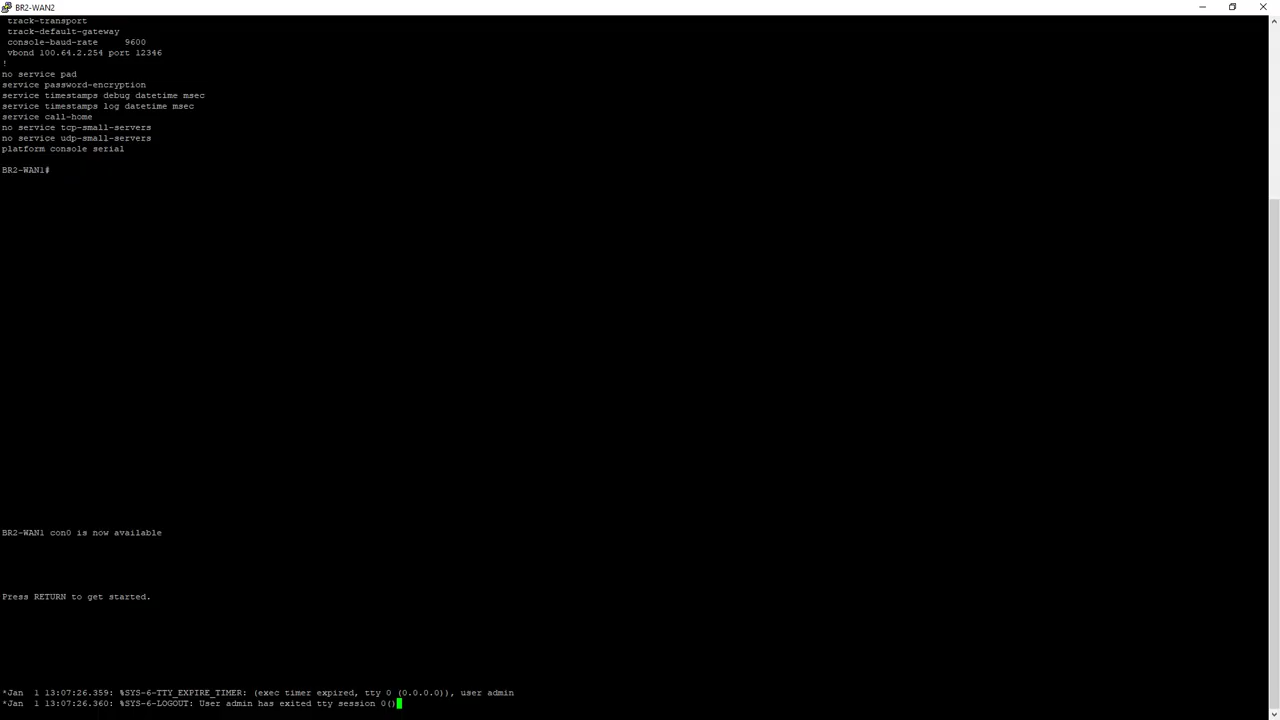 BR2-WAN2
track-transport
track-default-gateway
console-baud-rate     9600
vbond 100.64.2.254 port 12346
!
no service pad
service password-encryption
service timestamps debug datetime msec
service timestamps log datetime msec
service call-home
no service tcp-small-servers
no service udp-small-servers
platform console serial
BR2-WAN1#
BR2-WAN1 con0 is now available
Press RETURN to get started.
*Jan  1 13:07:26.359: %SYS-6-TTY_EXPIRE_TIMER: (exec timer expired, tty 0 (0.0.0.0)), user admin
*Jan  1 13:07:26.360: %SYS-6-LOGOUT: User admin has exited tty session 0()